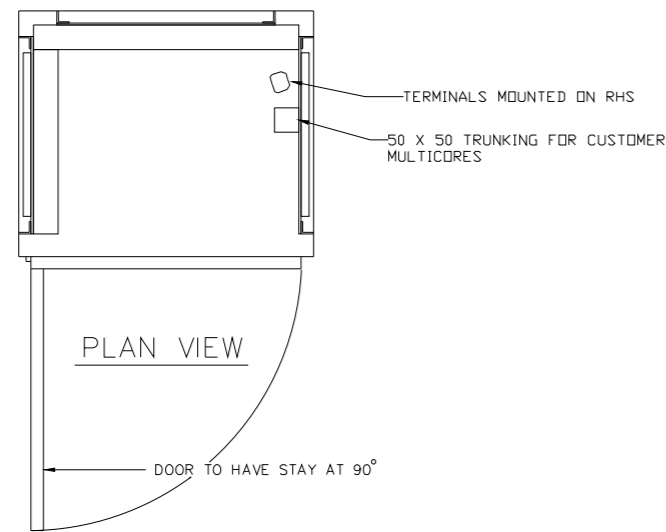 TERMINALS MOUNTED ON RHS
50 X 50 TRUNKING FOR CUSTOMER
MULTICORES
PLAN VIEW
DOOR TO HAVE STAY AT 90°